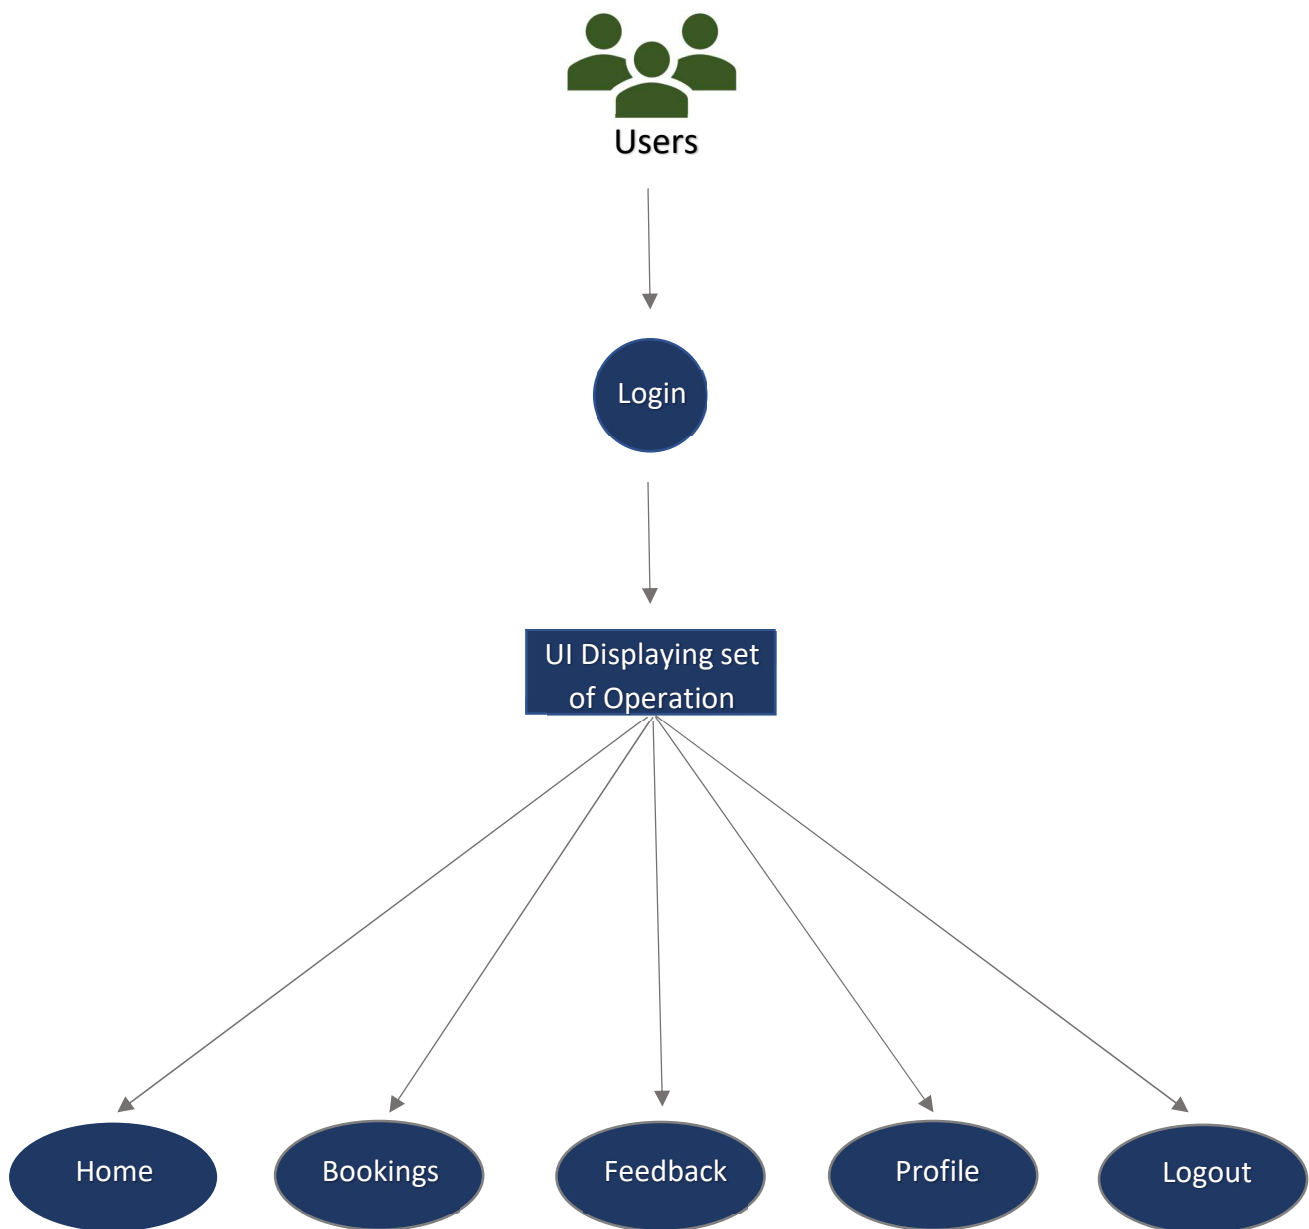 Users
Login
UI Displaying set
of Operation
Home
Bookings
Feedback
Profile
Logout